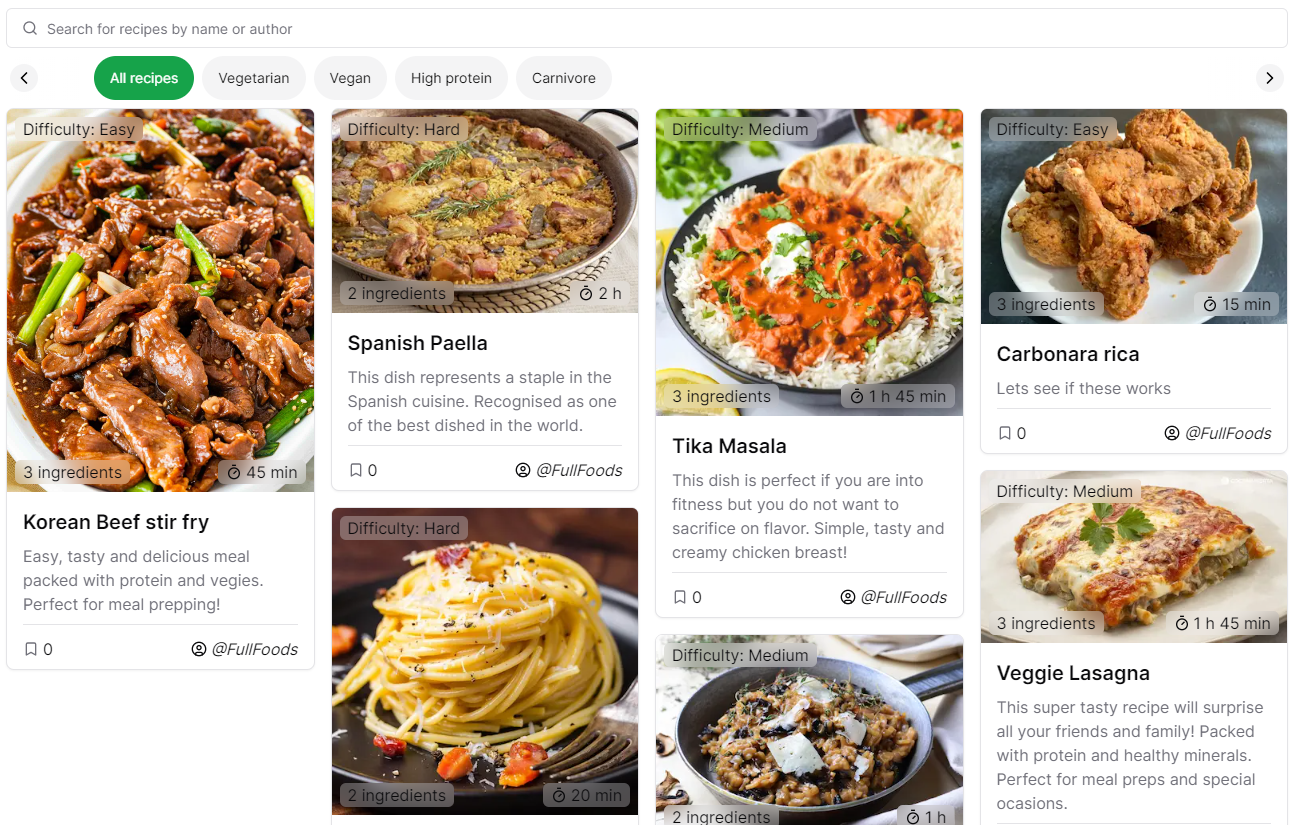 Search for recipes by name or author
All recipes
Vegetarian
Vegan
High protein
Carnivore
Difficulty: Easy
3 ingredients
45 min
Korean Beef stir fry
Easy, tasty and delicious meal
packed with protein and vegies.
Perfect for meal prepping!
0
@FullFoods
Difficulty: Hard
2 ingredients
2 h
Spanish Paella
This dish represents a staple in the
Spanish cuisine. Recognised as one
of the best dished in the world.
0
@FullFoods
Difficulty: Hard
2 ingredients
20 min
Difficulty: Medium
3 ingredients
1 h 45 min
Tika Masala
This dish is perfect if you are into
fitness but you do not want to
sacrifice on flavor. Simple, tasty and
creamy chicken breast!
0
@FullFoods
Difficulty: Medium
2 ingredients
1 h
Difficulty: Easy
3 ingredients
15 min
Carbonara rica
Lets see if these works
0
@FullFoods
Difficulty: Medium
3 ingredients
1 h 45 min
Veggie Lasagna
This super tasty recipe will surprise
all your friends and family! Packed
with protein and healthy minerals.
Perfect for meal preps and special
ocasions.